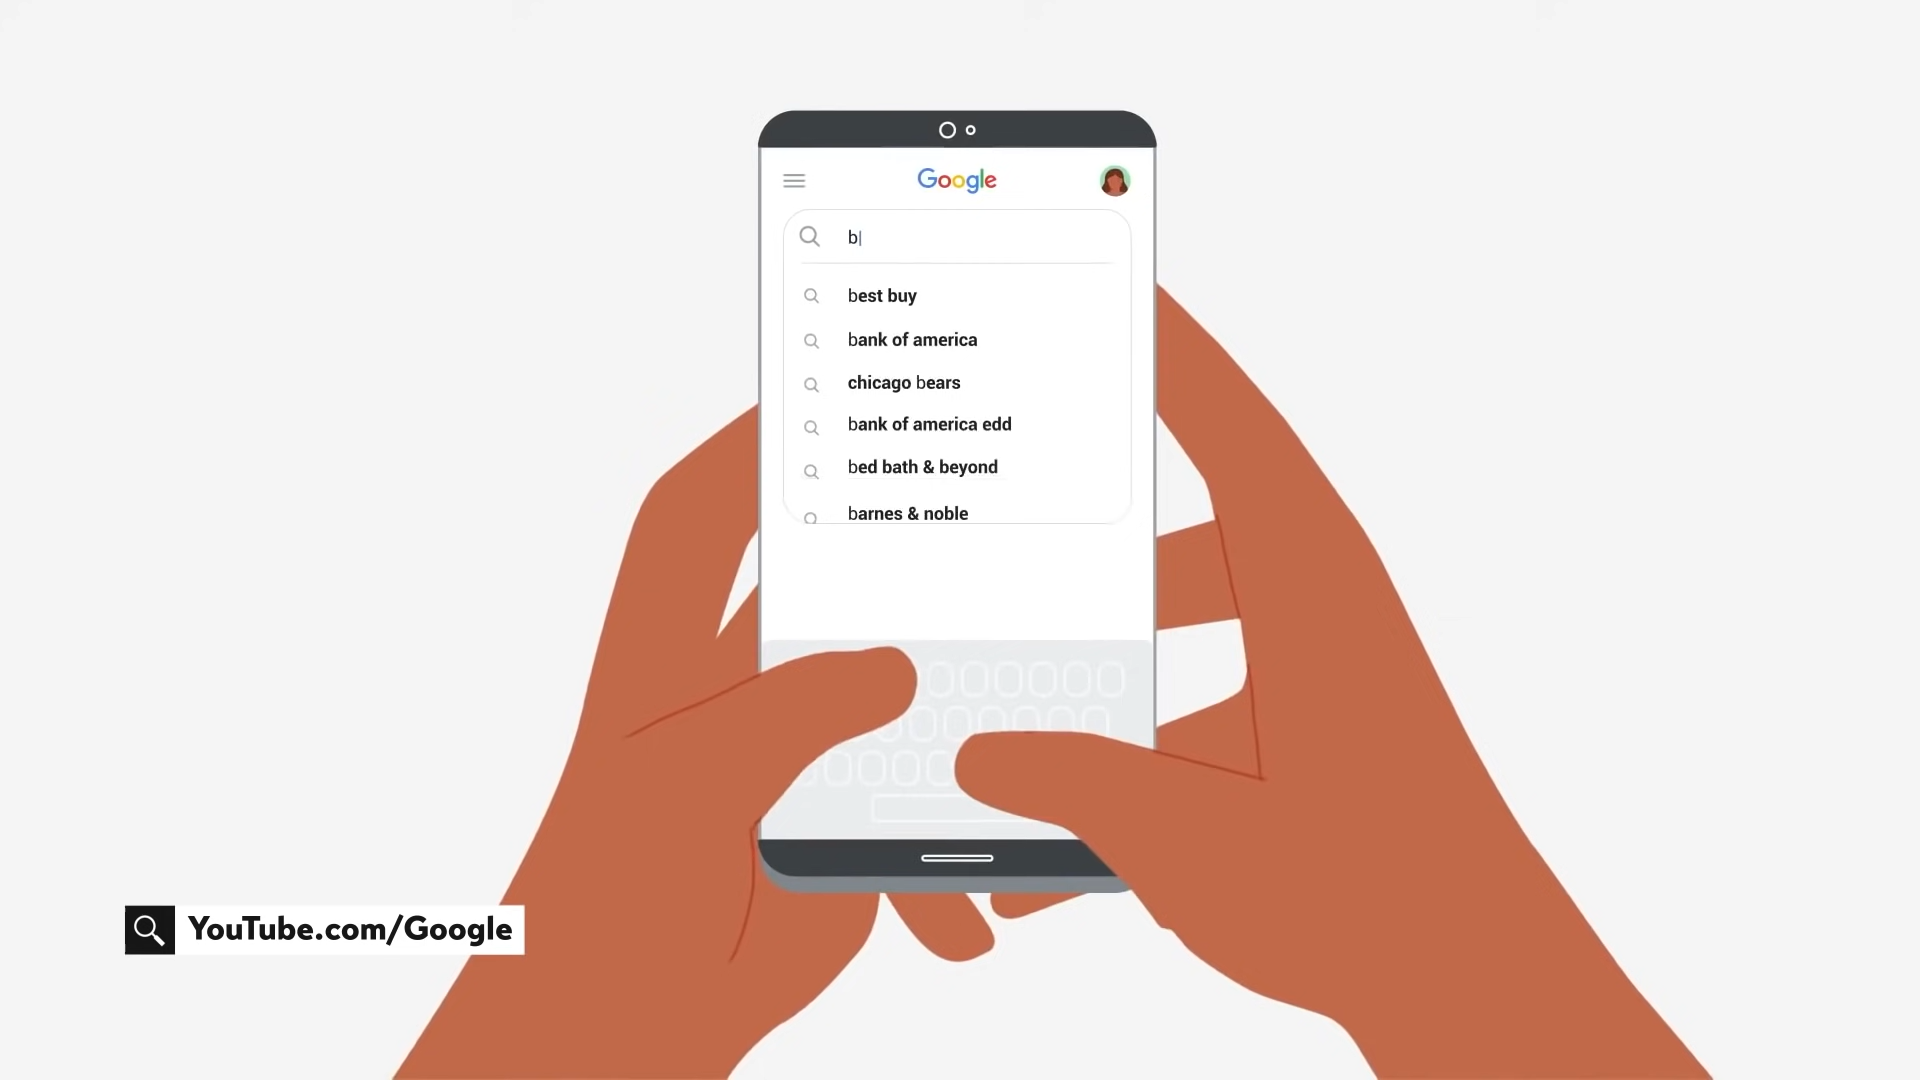 Google
b
best buy
bank of america
chicago bears
bank of america edd
bed bath & beyond
barnes & noble
YouTube.com/Google